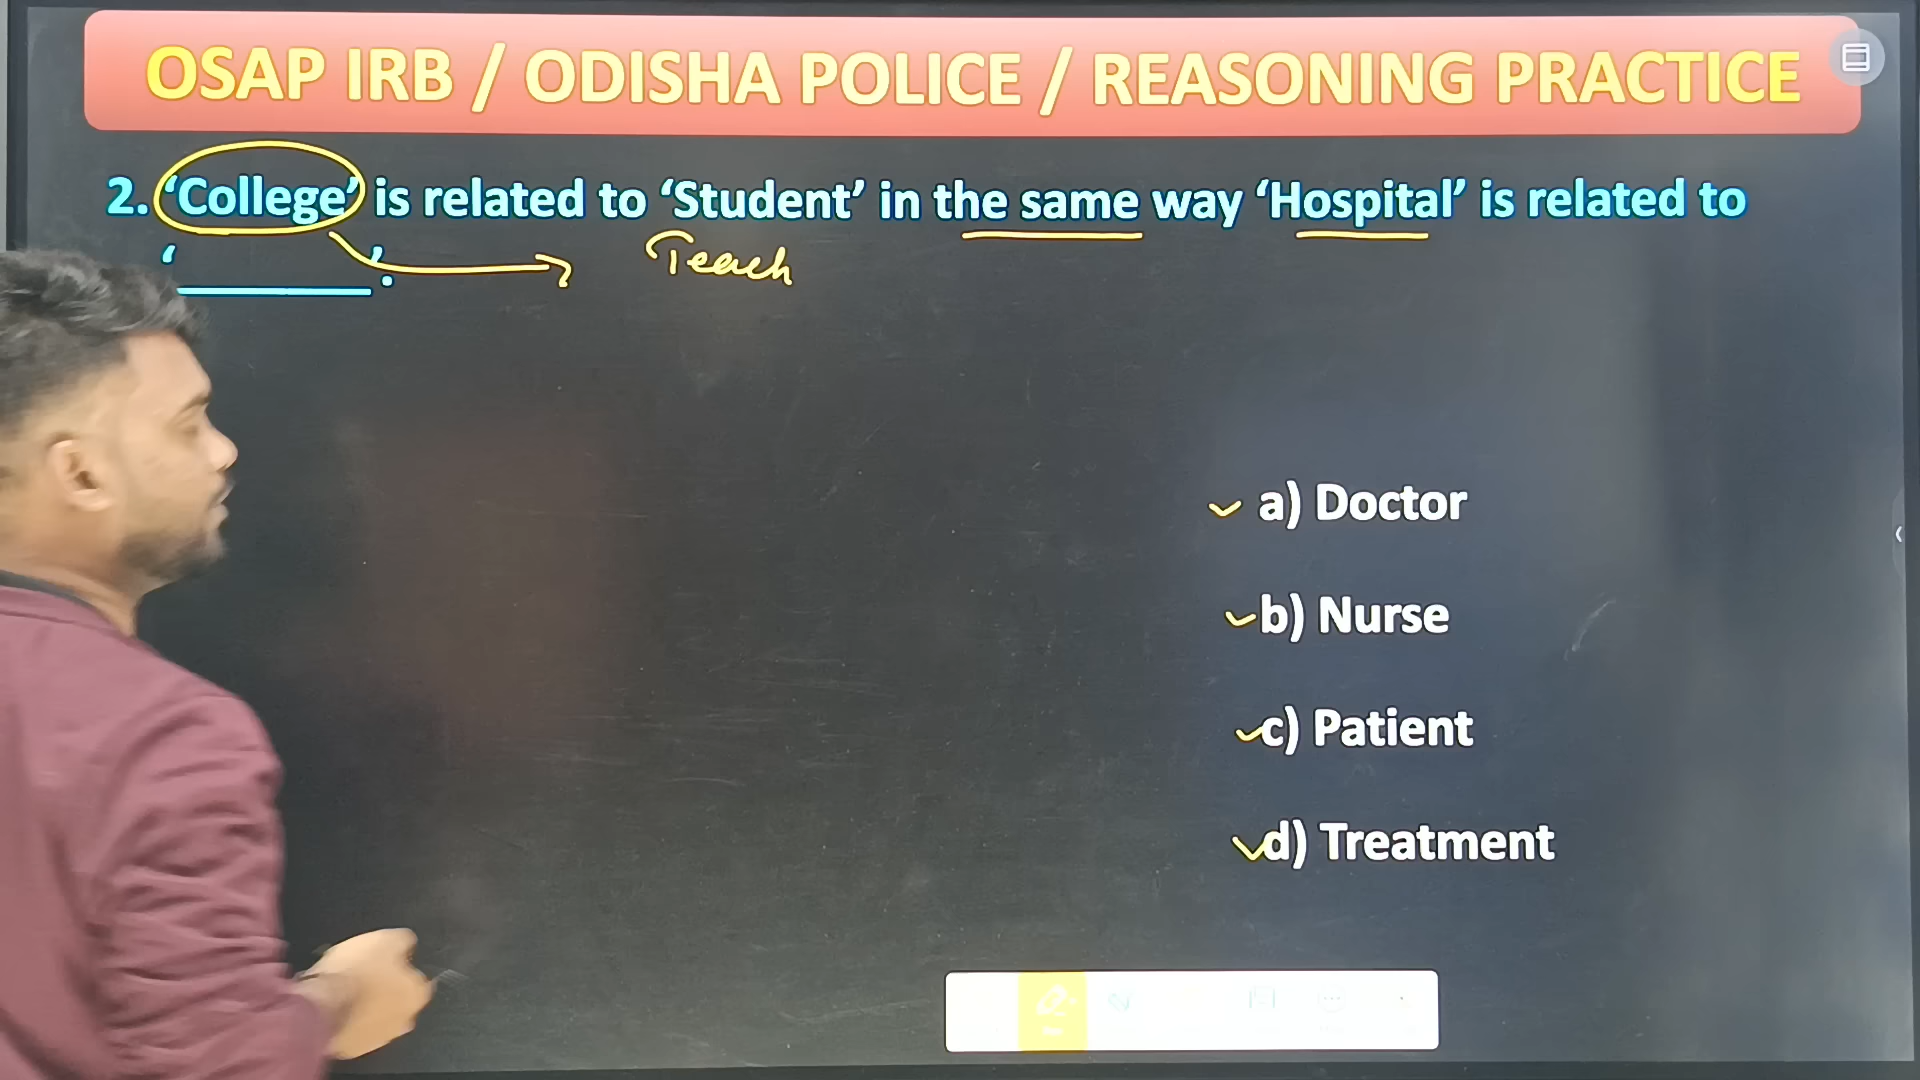 OSAP IRB / ODISHA POLICE / REASONING PRACTICE
2. ‘College’ is related to ‘Student’ in the same way ‘Hospital’ is related to
‘________’.
Teach
a) Doctor
b) Nurse
c) Patient
d) Treatment